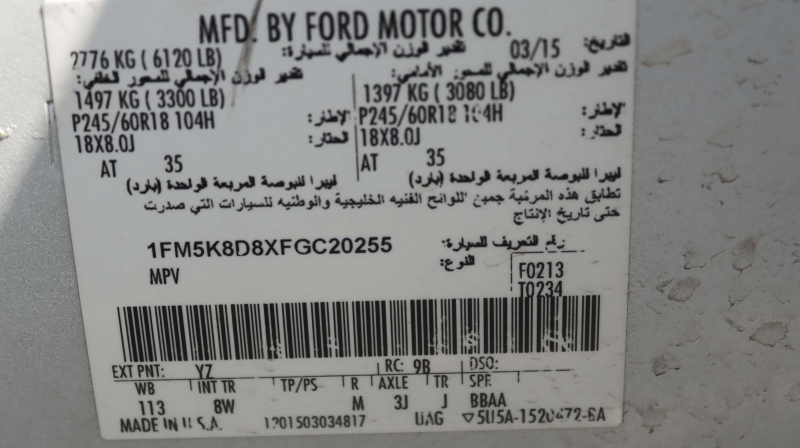 MFD. BY FORD MOTOR CO.
التاريخ: 03/15 تقدير الوزن الإجمالي للسيارة: 2776 KG ( 6120 LB)
تقدير الوزن الإجمالي للمحور الأمامي: تقدير الوزن الإجمالي للمحور الخلفي:
1497 KG ( 3300 LB) 1397 KG ( 3080 LB)
P245/60R18 104H الإطار: P245/60R18 104H الإطار:
18X8.0J الحتار: 18X8.0J الحتار:
AT 35 AT 35
ليبرا للبوصة المربعة الواحدة (بارد) ليبرا للبوصة المربعة الواحدة (بارد)
تطابق هذه المركبة جميع اللوائح الفنيه الخليجية والوطنيه للسيارات التي صدرت
حتى تاريخ الإنتاج
1FM5K8D8XFGC20255 رقم التعريف للسيارة:
MPV النوع:
F0213
T0234
EXT PNT: YZ RC: 9B DSO:
WB INT TR TP/PS R AXLE TR SPR
113 8W M 3J J BBAA
MADE IN U.S.A. 1201503034817 UAG ▽5U5A-1520472-BA